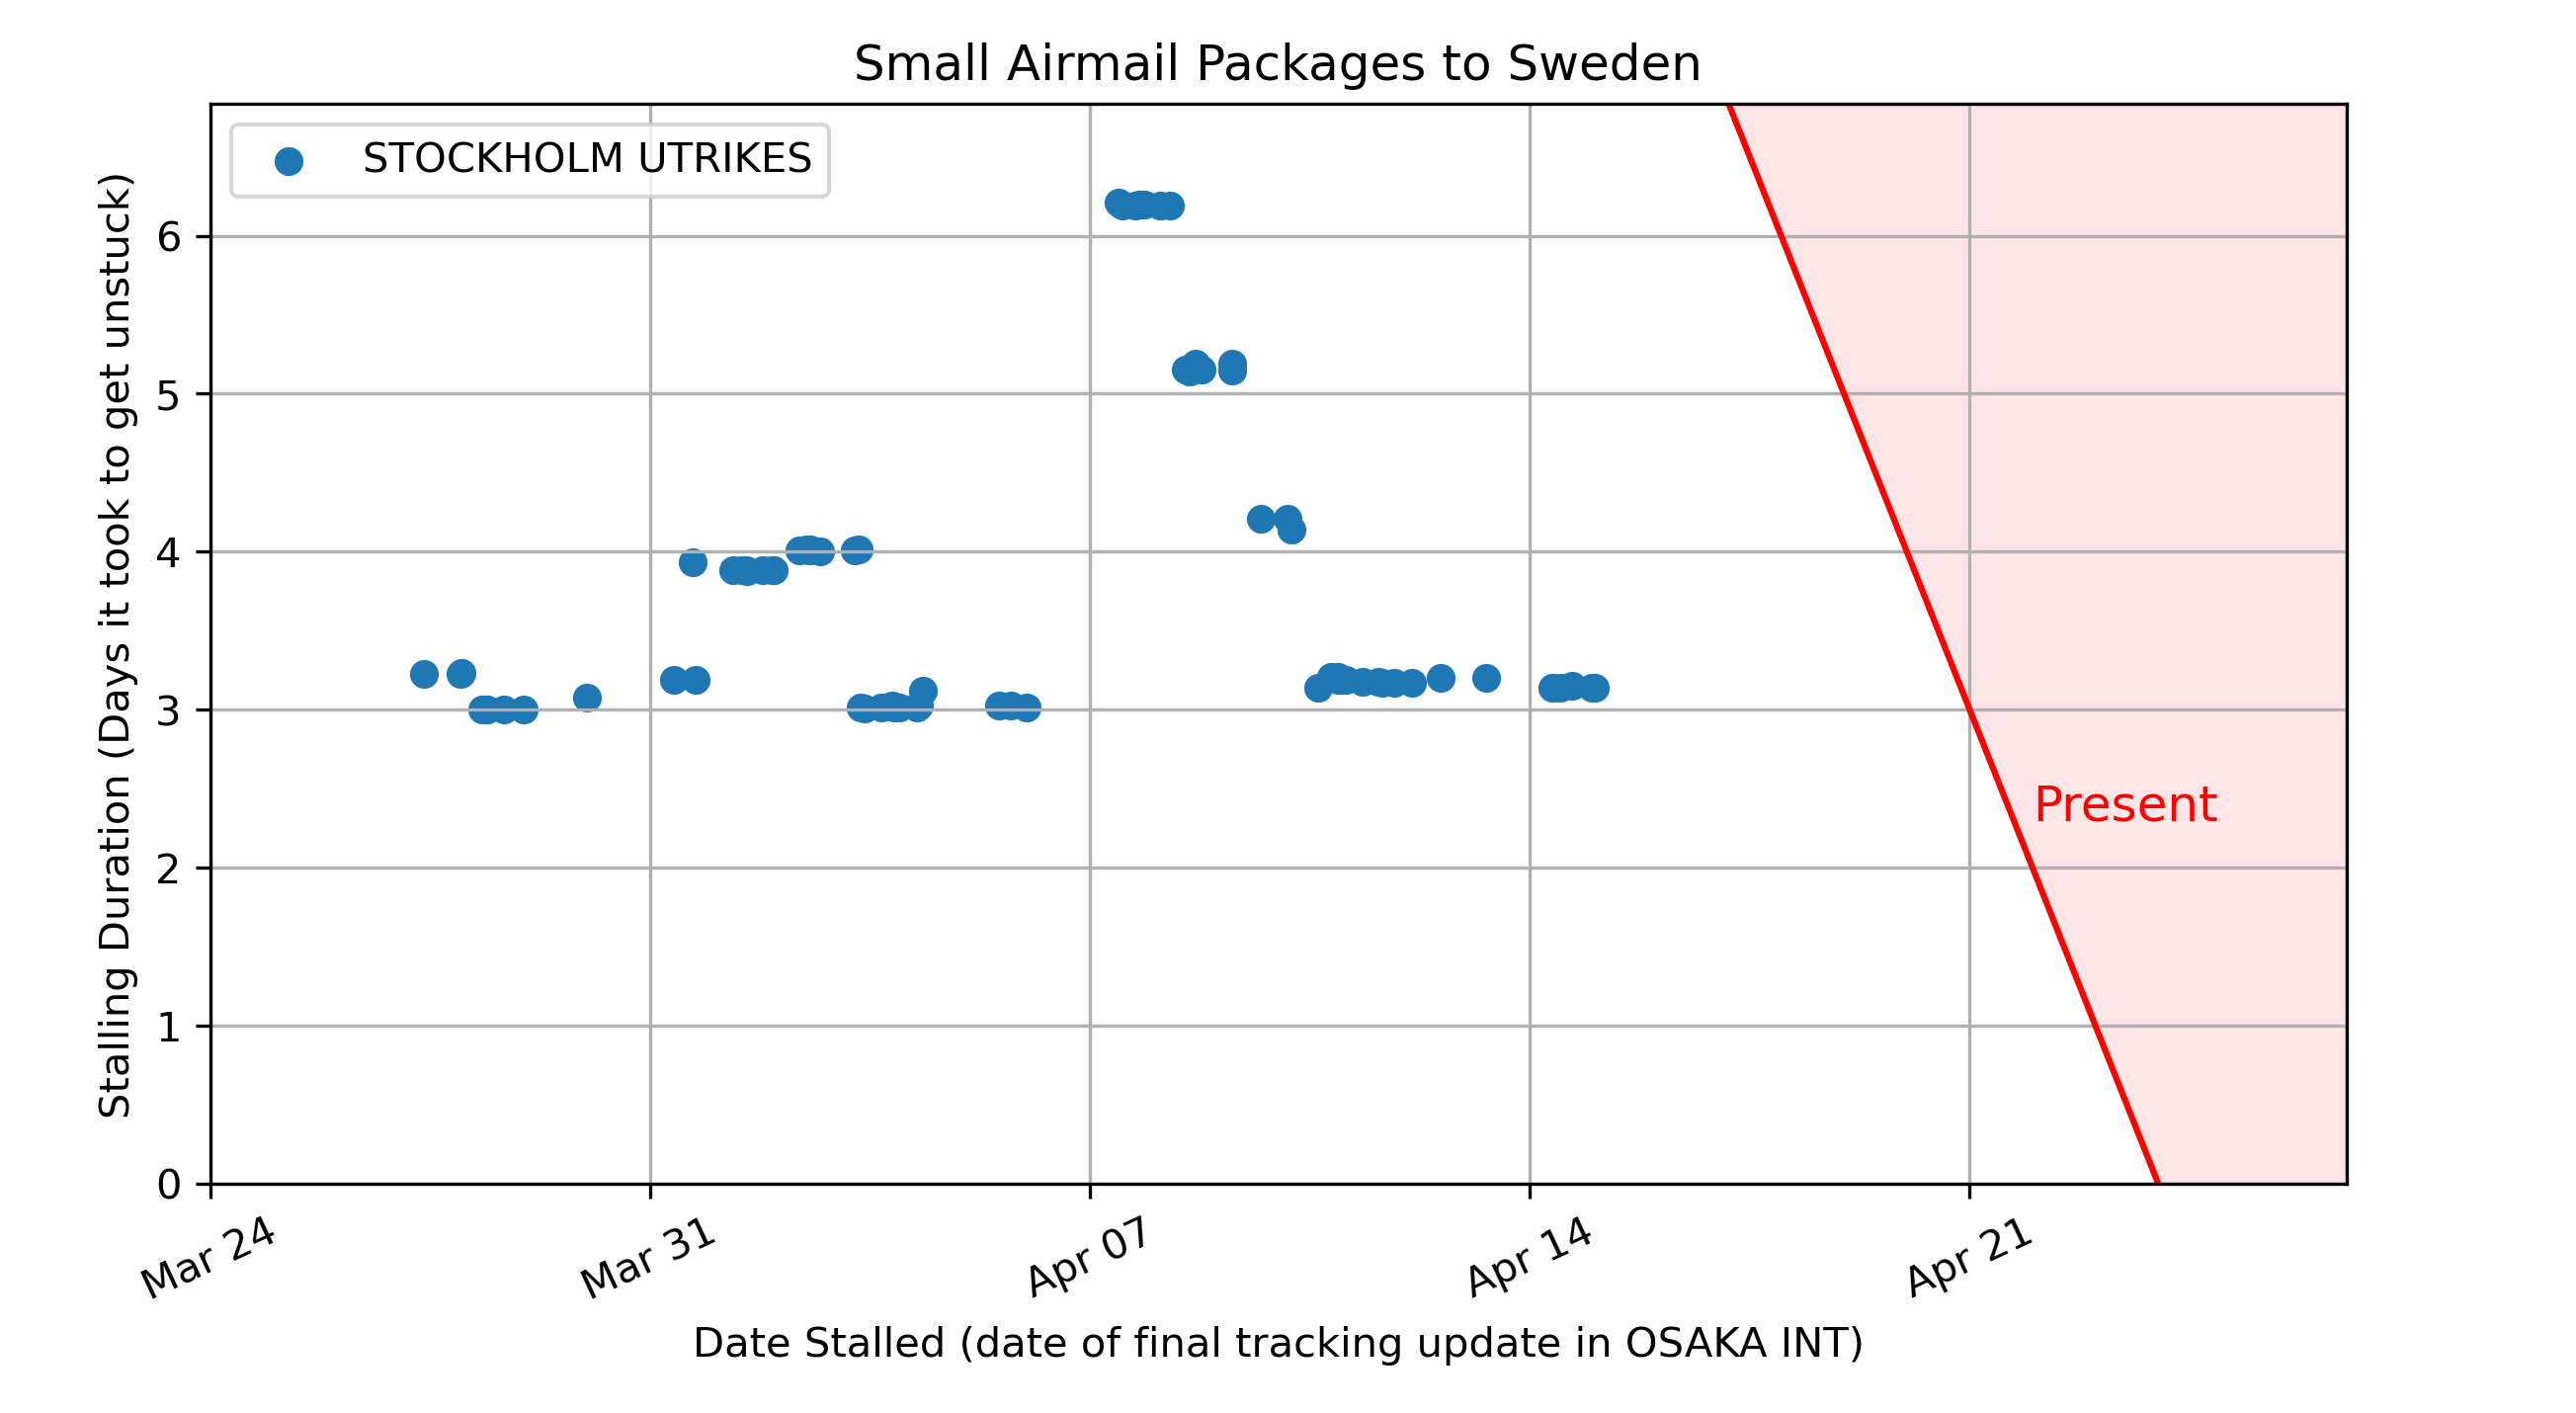 Small Airmail Packages to Sweden
STOCKHOLM UTRIKES
Stalling Duration (Days it took to get unstuck)
6
5
4
3
2
1
0
Present
Mar 24
Mar 31
Apr 07
Apr 14
Apr 21
Date Stalled (date of final tracking update in OSAKA INT)